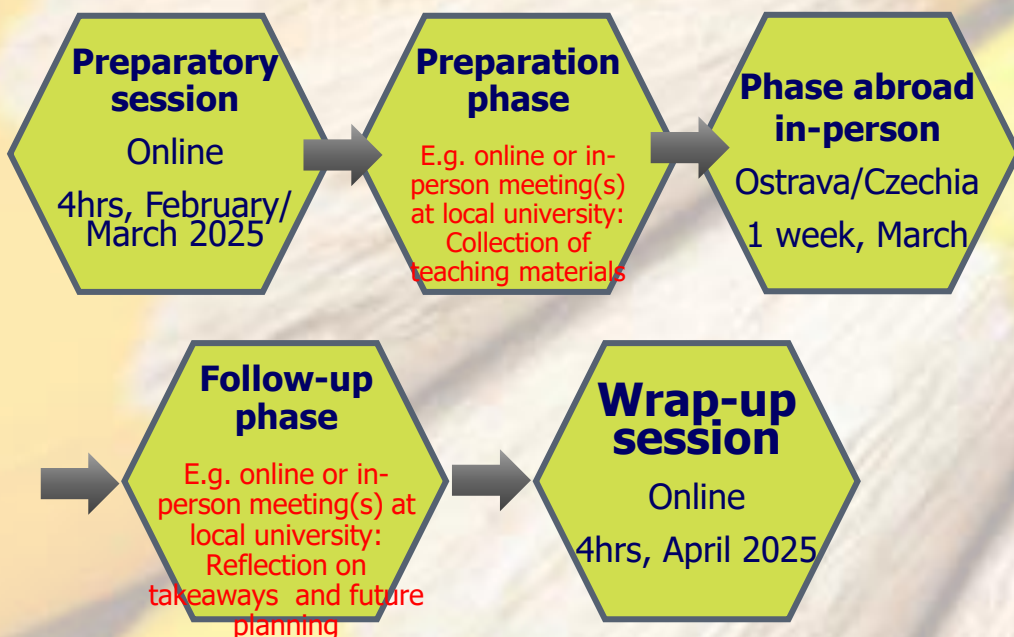 Preparatory
session
Online
4hrs, February/
March 2025
Preparation
phase
E.g. online or in-
person meeting(s)
at local university:
Collection of
teaching materials
Phase abroad
in-person
Ostrava/Czechia
1 week, March
Follow-up
phase
E.g. online or in-
person meeting(s) at
local university:
Reflection on
takeaways and future
planning
Wrap-up
session
Online
4hrs, April 2025